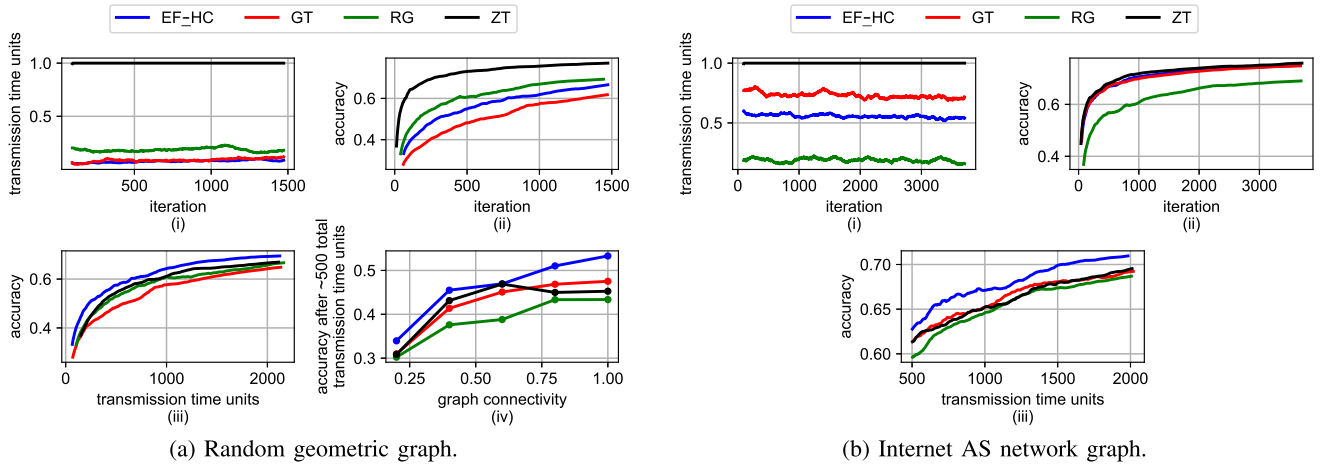 EF-HC GT RG ZT
EF-HC GT RG ZT
transmission time units
1.0
0.5
500 1000 1500
iteration
(i)
accuracy
0.6
0.4
0 500 1000 1500
iteration
(ii)
transmission time units
1.0
0.5
0 1000 2000 3000
iteration
(i)
accuracy
0.6
0.4
0 1000 2000 3000
iteration
(ii)
accuracy
0.6
0.4
0 1000 2000
transmission time units
(iii)
accuracy after ~500 total
transmission time units
0.5
0.4
0.3
0.25 0.50 0.75 1.00
graph connectivity
(iv)
accuracy
0.70
0.65
0.60
500 1000 1500 2000
transmission time units
(iii)
(a) Random geometric graph.
(b) Internet AS network graph.